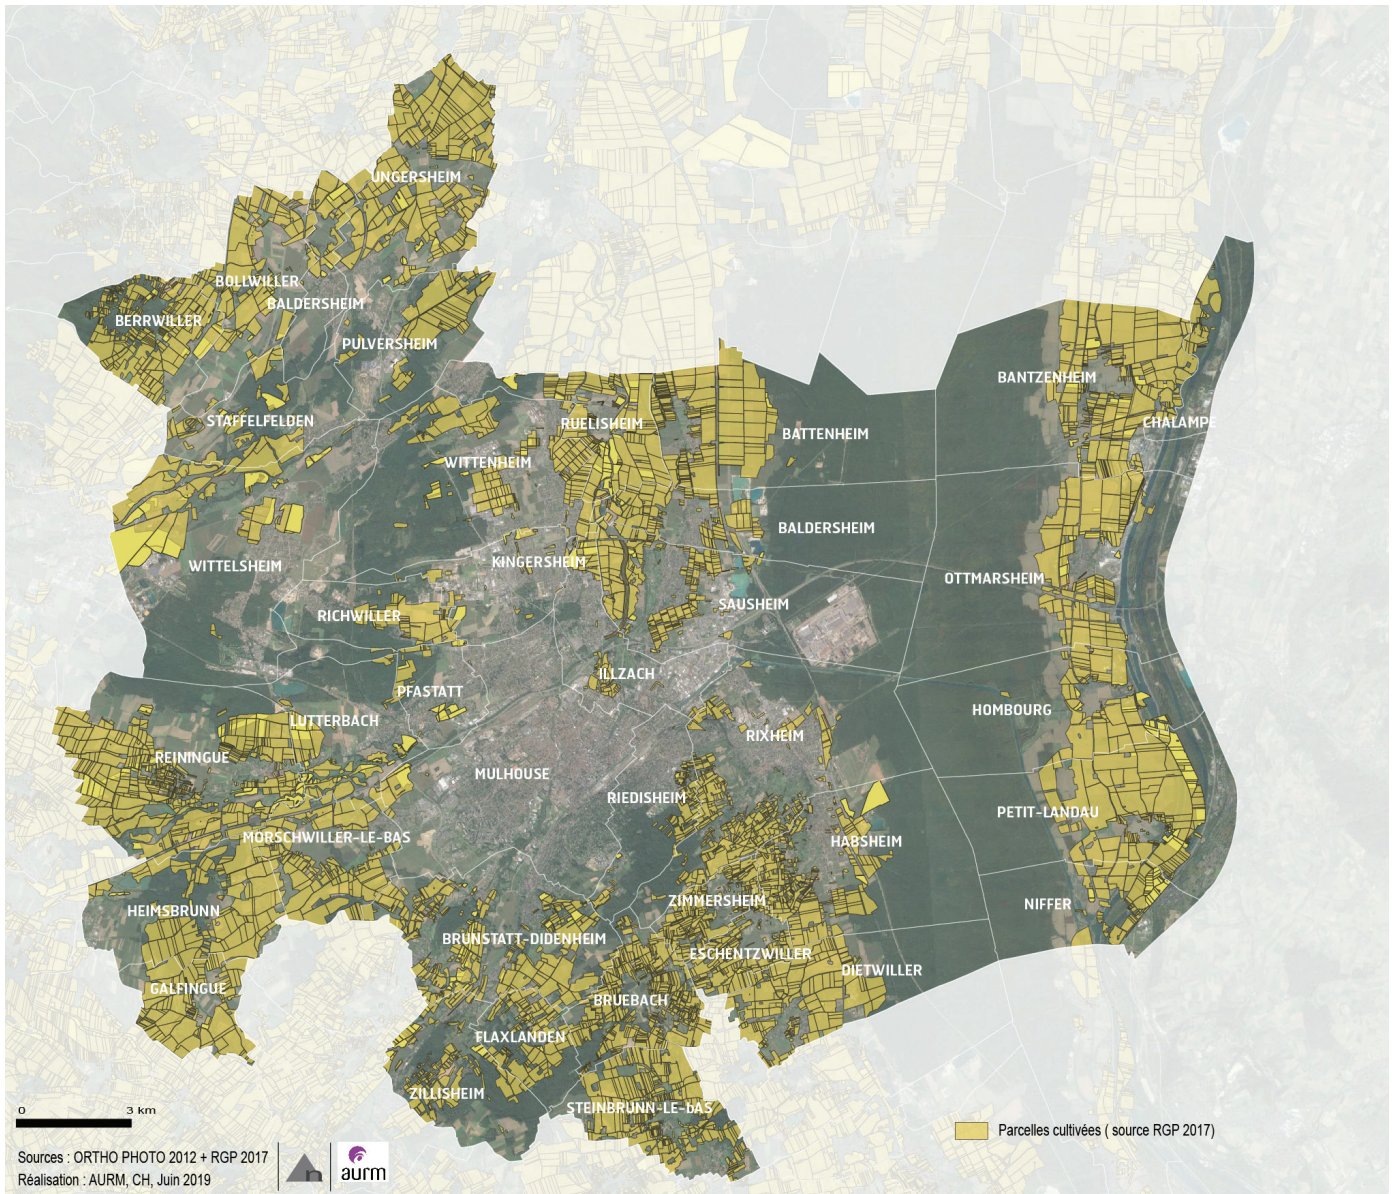 UNGERSHEIM
BOLLWILLER
BALDERSHEIM
BERRWILLER
PULVERSHEIM
BANTZENHEIM
STAFFELFELDEN
RUELISHEIM
CHALAMPE
BATTENHEIM
WITTENHEIM
BALDERSHEIM
WITTELSHEIM
KINGERSHEIM
OTTMARSHEIM
SAUSHEIM
RICHWILLER
ILLZACH
PFASTATT
HOMBOURG
LUTTERBACH
RIXHEIM
REININGUE
MULHOUSE
RIEDISHEIM
PETIT-LANDAU
MORSCHWILLER-LE-BAS
HABSHEIM
ZIMMERSHEIM
NIFFER
HEIMSBRUNN
BRUNSTATT-DIDENHEIM
ESCHENTZWILLER
DIETWILLER
GALFINGUE
BRUEBACH
FLAXLANDEN
ZILLISHEIM
STEINBRUNN-LE-bAS
0 3 km
Parcelles cultivées ( source RGP 2017)
Sources : ORTHO PHOTO 2012 + RGP 2017
Réalisation : AURM, CH, Juin 2019
n
aurm